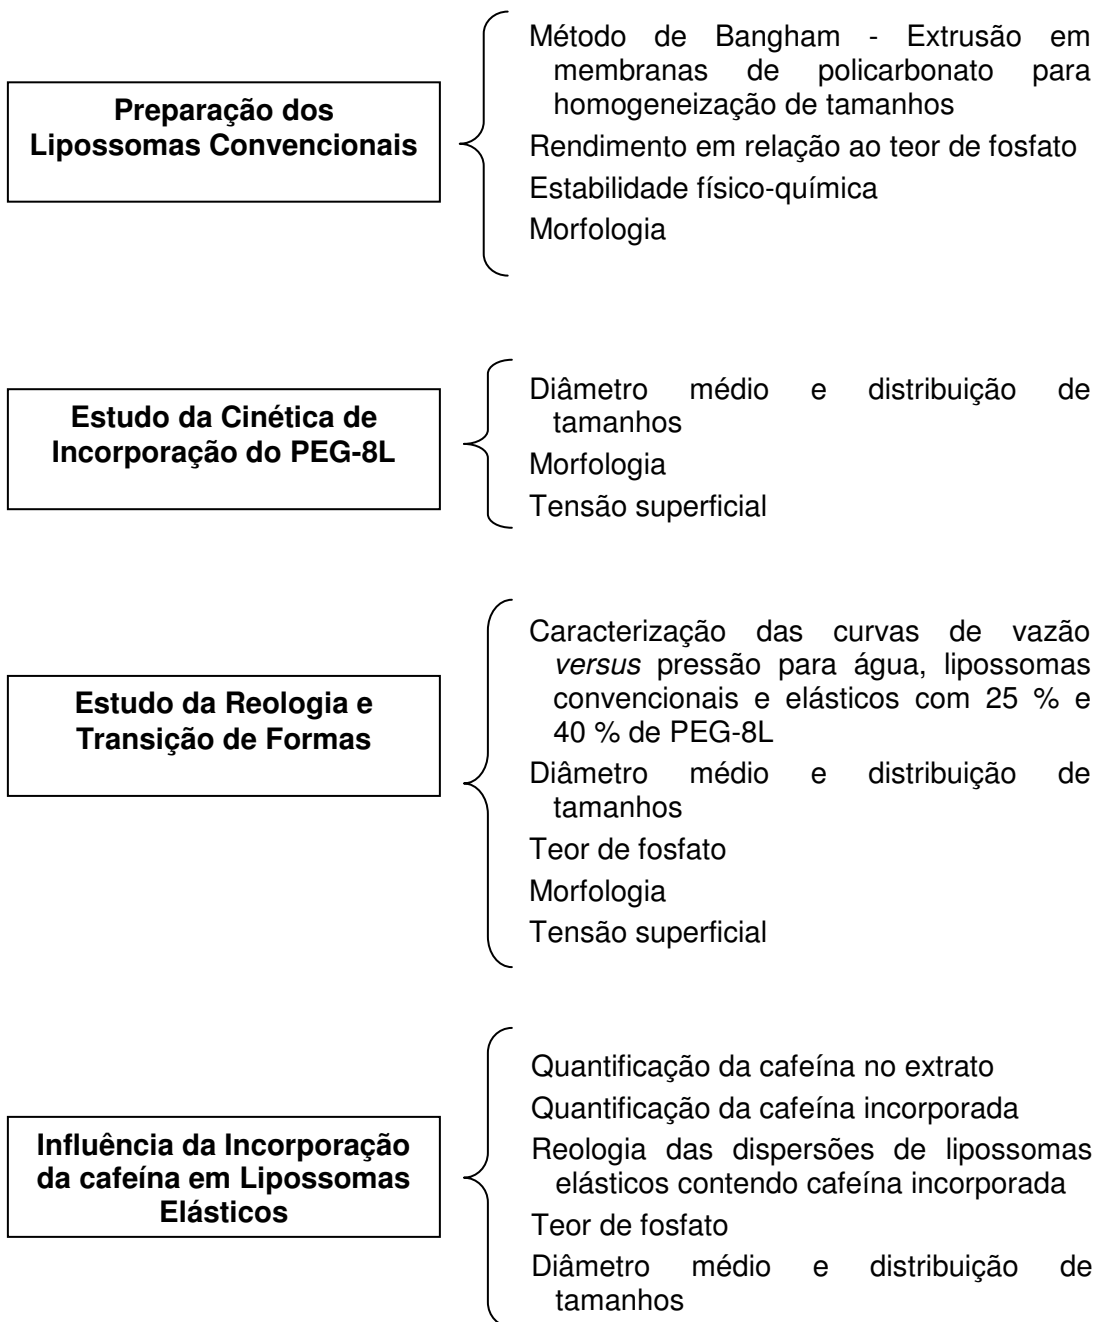 Preparação dos
Lipossomas Convencionais
Método de Bangham - Extrusão em
membranas de policarbonato para
homogeneização de tamanhos
Rendimento em relação ao teor de fosfato
Estabilidade físico-química
Morfologia
Estudo da Cinética de
Incorporação do PEG-8L
Diâmetro médio e distribuição de
tamanhos
Morfologia
Tensão superficial
Estudo da Reologia e
Transição de Formas
Caracterização das curvas de vazão
versus pressão para água, lipossomas
convencionais e elásticos com 25 % e
40 % de PEG-8L
Diâmetro médio e distribuição de
tamanhos
Teor de fosfato
Morfologia
Tensão superficial
Influência da Incorporação
da cafeína em Lipossomas
Elásticos
Quantificação da cafeína no extrato
Quantificação da cafeína incorporada
Reologia das dispersões de lipossomas
elásticos contendo cafeína incorporada
Teor de fosfato
Diâmetro médio e distribuição de
tamanhos